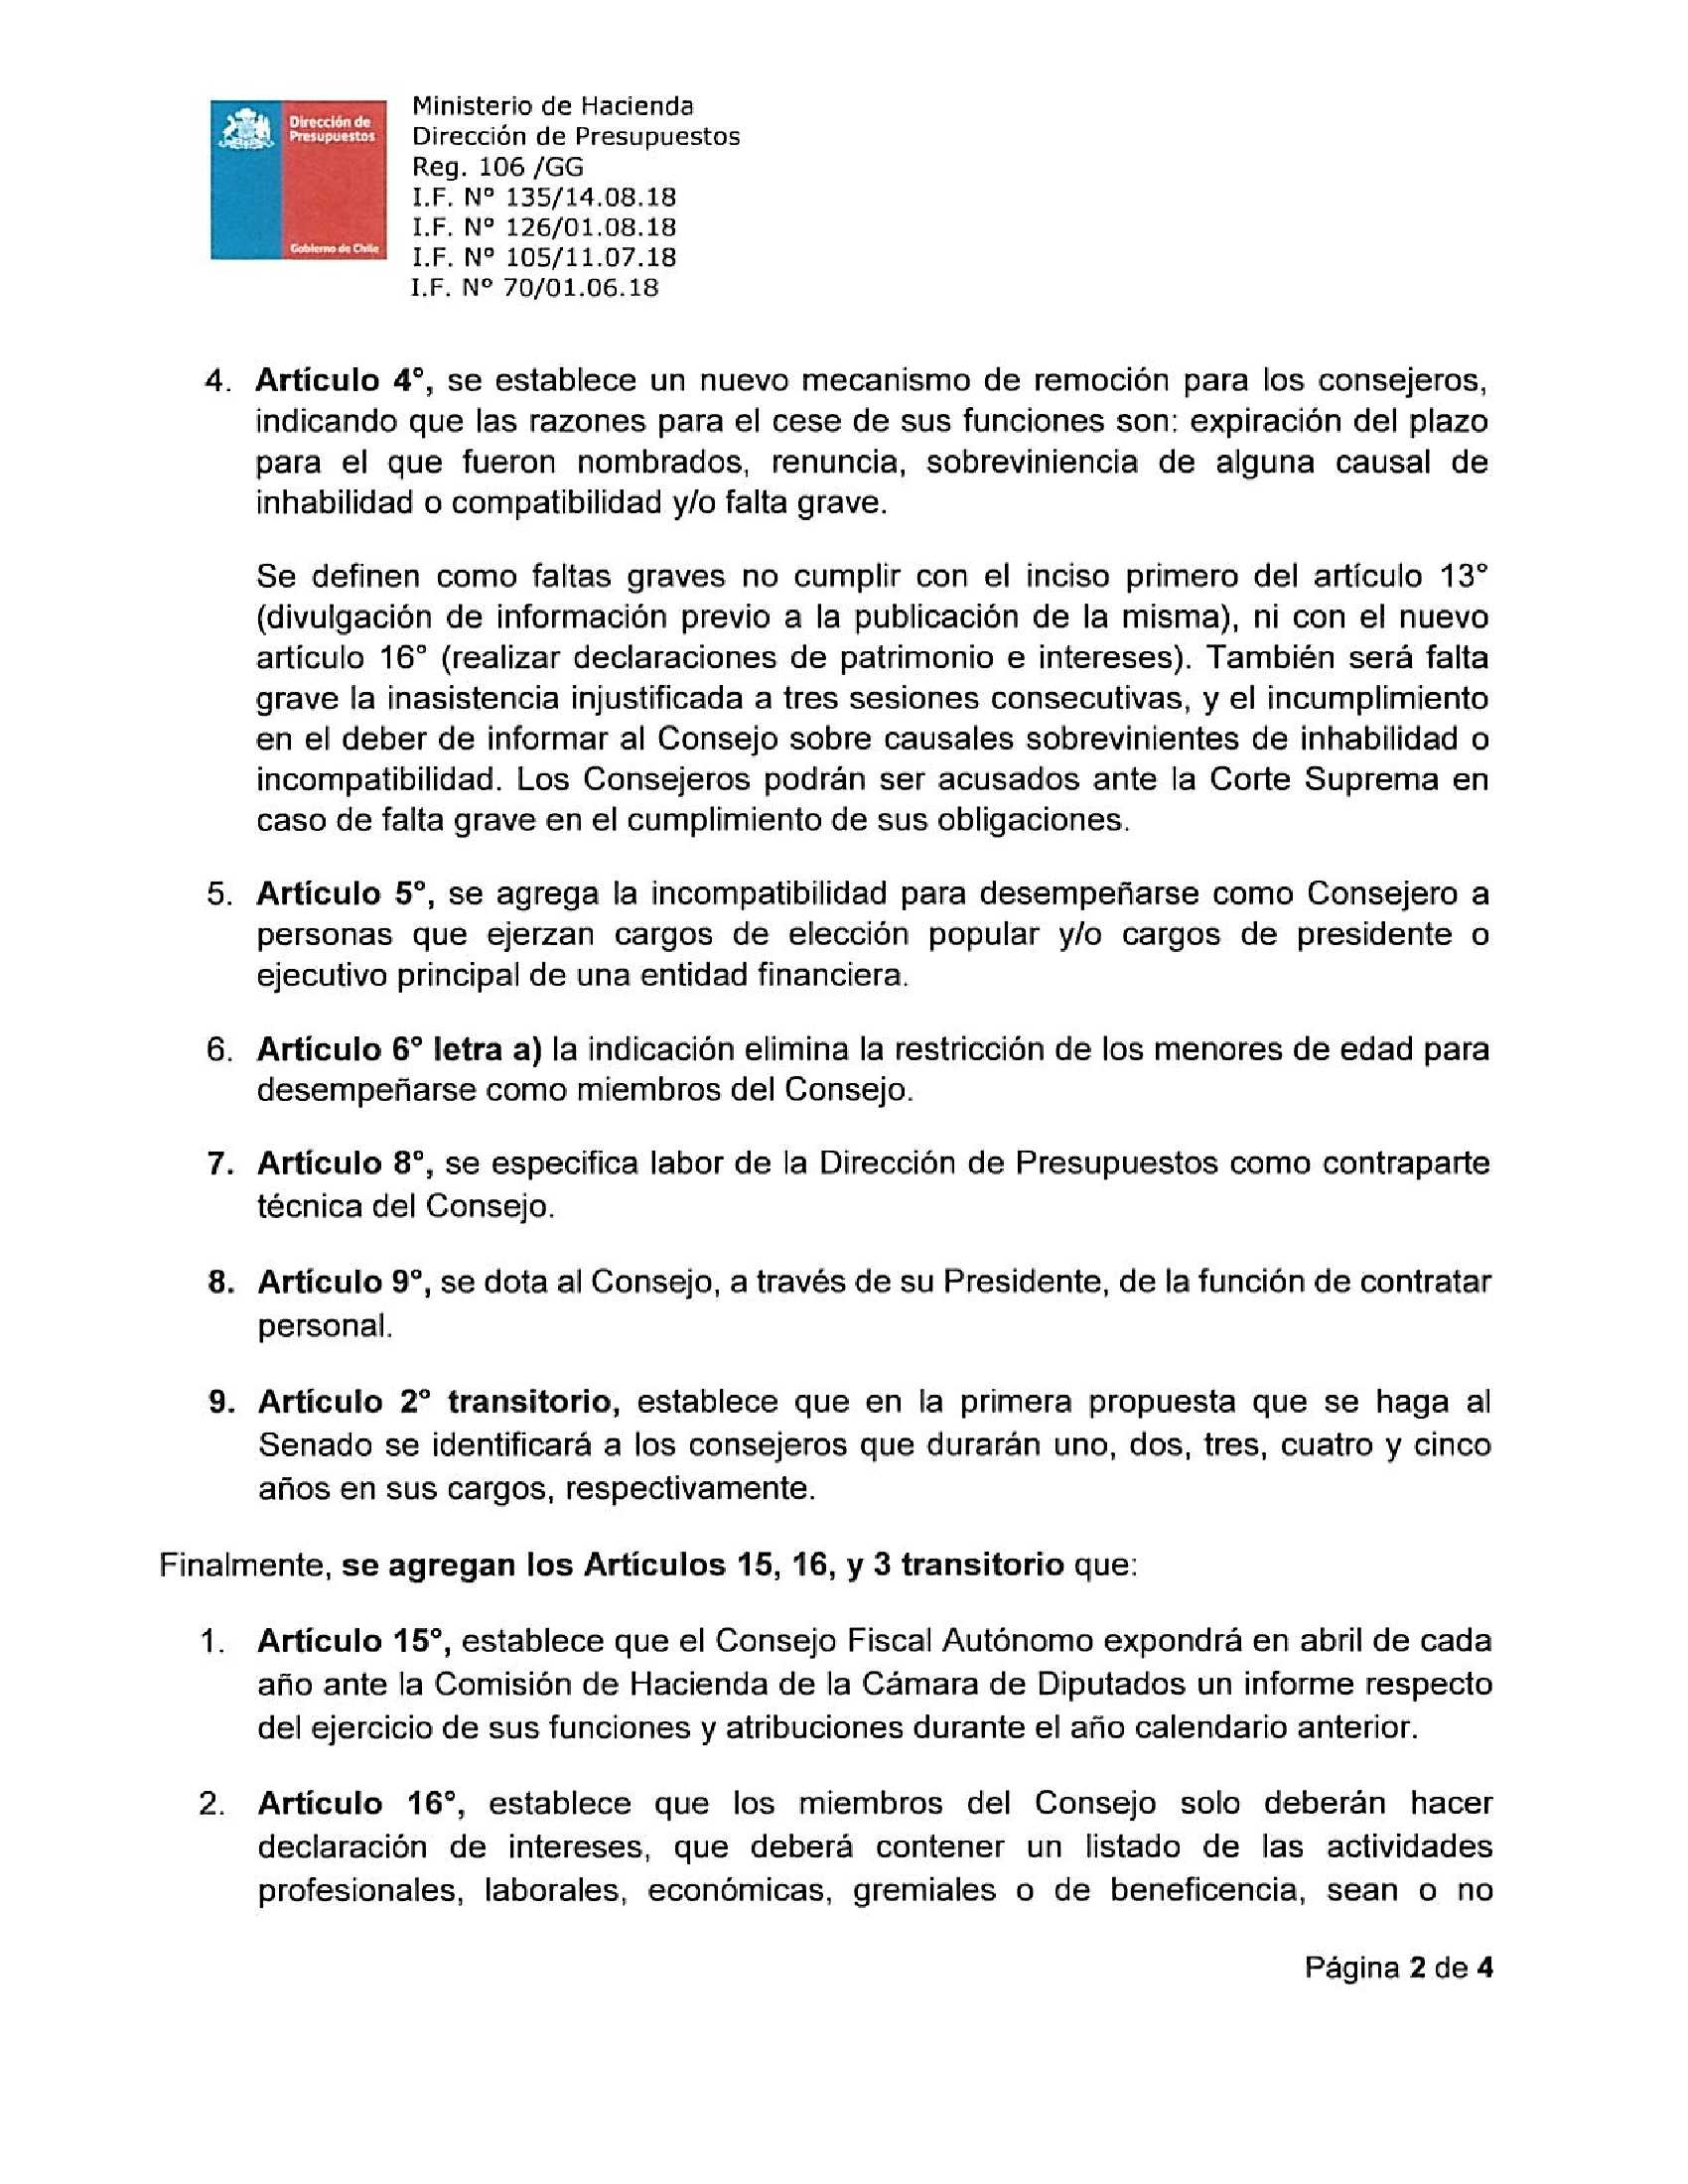 Dirección de
Presupuestos
Gobierno de Chile
Ministerio de Hacienda
Dirección de Presupuestos
Reg. 106 /GG
I.F. Nº 135/14.08.18
I.F. Nº 126/01.08.18
I.F. Nº 105/11.07.18
I.F. Nº 70/01.06.18
4. Artículo 4º, se establece un nuevo mecanismo de remoción para los consejeros,
indicando que las razones para el cese de sus funciones son: expiración del plazo
para el que fueron nombrados, renuncia, sobreviniencia de alguna causal de
inhabilidad o compatibilidad y/o falta grave.
Se definen como faltas graves no cumplir con el inciso primero del artículo 13º
(divulgación de información previo a la publicación de la misma), ni con el nuevo
artículo 16º (realizar declaraciones de patrimonio e intereses). También será falta
grave la inasistencia injustificada a tres sesiones consecutivas, y el incumplimiento
en el deber de informar al Consejo sobre causales sobrevinientes de inhabilidad o
incompatibilidad. Los Consejeros podrán ser acusados ante la Corte Suprema en
caso de falta grave en el cumplimiento de sus obligaciones.
5. Artículo 5º, se agrega la incompatibilidad para desempeñarse como Consejero a
personas que ejerzan cargos de elección popular y/o cargos de presidente o
ejecutivo principal de una entidad financiera.
6. Artículo 6º letra a) la indicación elimina la restricción de los menores de edad para
desempeñarse como miembros del Consejo.
7. Artículo 8º, se especifica labor de la Dirección de Presupuestos como contraparte
técnica del Consejo.
8. Artículo 9º, se dota al Consejo, a través de su Presidente, de la función de contratar
personal.
9. Artículo 2º transitorio, establece que en la primera propuesta que se haga al
Senado se identificará a los consejeros que durarán uno, dos, tres, cuatro y cinco
años en sus cargos, respectivamente.
Finalmente, se agregan los Artículos 15, 16, y 3 transitorio que:
1. Artículo 15º, establece que el Consejo Fiscal Autónomo expondrá en abril de cada
año ante la Comisión de Hacienda de la Cámara de Diputados un informe respecto
del ejercicio de sus funciones y atribuciones durante el año calendario anterior.
2. Artículo 16º, establece que los miembros del Consejo solo deberán hacer
declaración de intereses, que deberá contener un listado de las actividades
profesionales, laborales, económicas, gremiales o de beneficencia, sean o no
Página 2 de 4